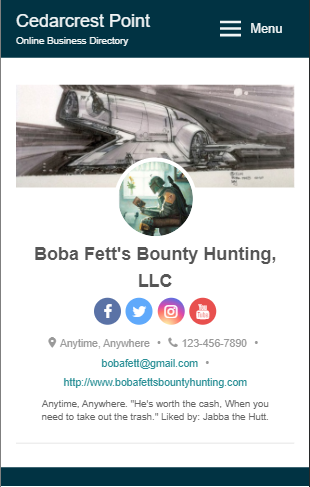 Cedarcrest Point
Online Business Directory
Menu
Boba Fett's Bounty Hunting,
LLC
Anytime, Anywhere • 123-456-7890 •
bobafett@gmail.com •
http://www.bobafettsbountyhunting.com
Anytime, Anywhere. "He's worth the cash, When you
need to take out the trash." Liked by: Jabba the Hutt.